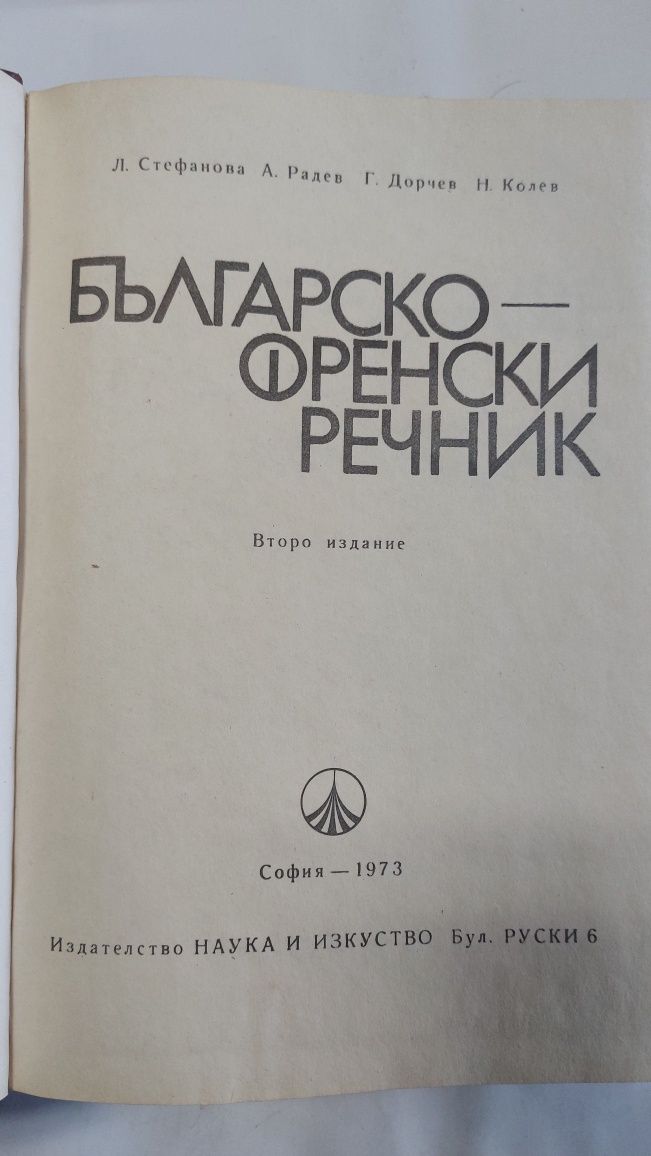 Л. Стефанова А. Радев Г. Дорчев Н. Колев
БЪЛГАРСКО—
ФРЕНСКИ
РЕЧНИК
Второ издание
София — 1973
Издателство НАУКА И ИЗКУСТВО Бул. РУСКИ 6